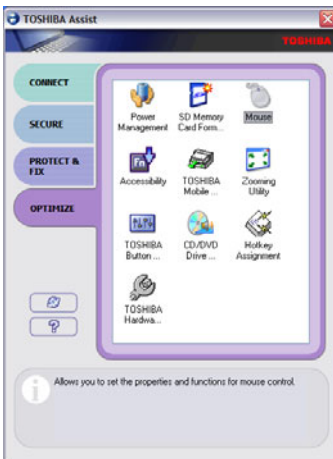 TOSHIBA Assist
TOSHIBA
CONNECT
SECURE
PROTECT &
FIX
OPTIMIZE
Power
Management
SD Memory
Card Form...
Mouse
Accessibility
TOSHIBA
Mobile ...
Zooming
Utility
TOSHIBA
Button ...
CD/DVD
Drive ...
Hotkey
Assignment
TOSHIBA
Hardwa...
Allows you to set the properties and functions for mouse control.